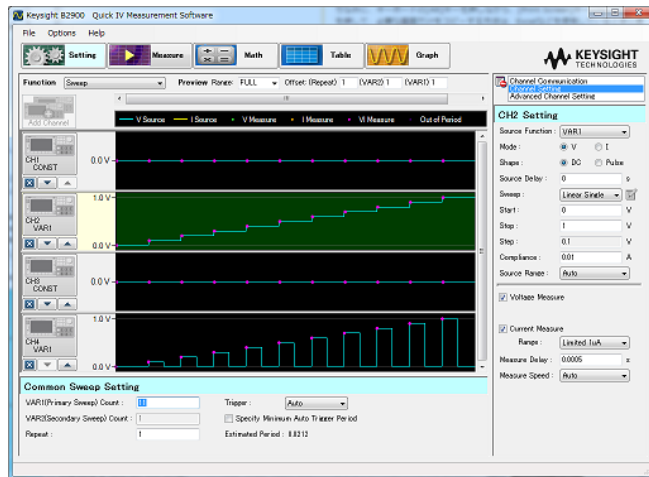 Keysight B2900 Quick IV Measurement Software
File Options Help
Setting Measure Math Table Graph
KEYSIGHT
TECHNOLOGIES
Function Sweep Preview Range: FULL Offset: (Repeat) 1 (VAR2) 1 (VAR1) 1
Add Channel
V Source I Source V Measure I Measure VI Measure Out of Period
CH1
CONST
0.0 V
1.0 V
CH2
VAR1
0.0 V
CH3
CONST
0.0 V
1.0 V
CH4
VAR1
0.0 V
Common Sweep Setting
VAR1(Primary Sweep) Count : 11 Trigger : Auto
VAR2(Secondary Sweep) Count : 1 Specify Minimum Auto Trigger Period
Repeat : 1 Estimated Period :
Channel Communication
Channel Setting
Advanced Channel Setting
CH2 Setting
Source Function : VAR1
Mode : V I
Shape : DC Pulse
Source Delay : 0 s
Sweep : Linear Single
Start : 0 V
Stop : 1 V
Step : 0.1 V
Compliance : 0.01 A
Source Range : Auto
Voltage Measure
Current Measure
Range : Limited 1uA
Measure Delay : 0.0005 s
Measure Speed : Auto